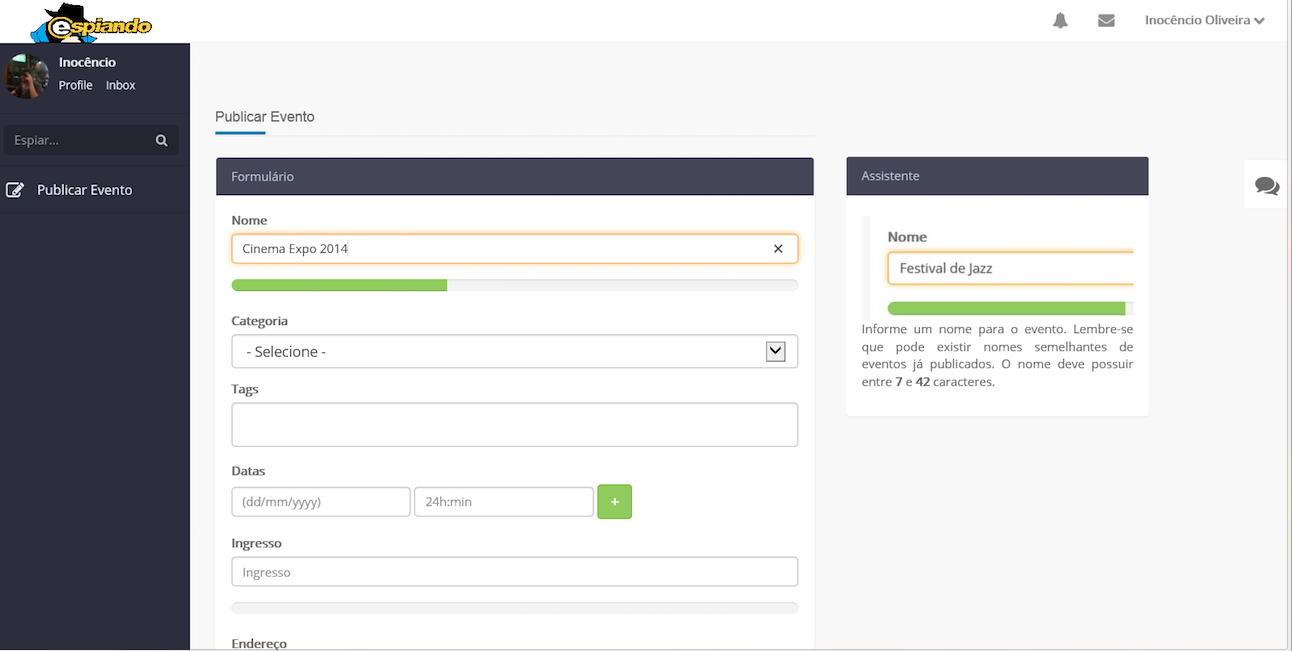 espiando
Inocêncio Oliveira
Inocêncio
Profile Inbox
Espiar...
Publicar Evento
Publicar Evento
Formulário
Nome
Cinema Expo 2014
Categoria
- Selecione -
Tags
Datas
(dd/mm/yyyy) 24h:min +
Ingresso
Ingresso
Endereço
Assistente
Nome
Festival de Jazz
Informe um nome para o evento. Lembre-se
que pode existir nomes semelhantes de
eventos já publicados. O nome deve possuir
entre 7 e 42 caracteres.